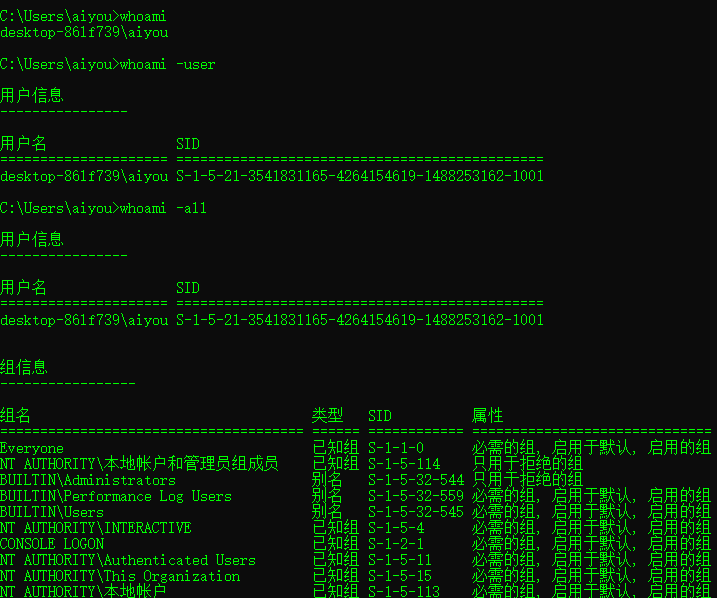 C:\Users\aiyou>whoami
desktop-861f739\aiyou
C:\Users\aiyou>whoami -user
用户信息
----------------
用户名 SID
===================== ==============================================
desktop-861f739\aiyou S-1-5-21-3541831165-4264154619-1488253162-1001
C:\Users\aiyou>whoami -all
用户信息
----------------
用户名 SID
===================== ==============================================
desktop-861f739\aiyou S-1-5-21-3541831165-4264154619-1488253162-1001
组信息
-----------------
组名 类型 SID 属性
====================================== ====== ============ ==============================
Everyone 已知组 S-1-1-0 必需的组, 启用于默认, 启用的组
NT AUTHORITY\本地帐户和管理员组成员 已知组 S-1-5-114 只用于拒绝的组
BUILTIN\Administrators 别名 S-1-5-32-544 只用于拒绝的组
BUILTIN\Performance Log Users 别名 S-1-5-32-559 必需的组, 启用于默认, 启用的组
BUILTIN\Users 别名 S-1-5-32-545 必需的组, 启用于默认, 启用的组
NT AUTHORITY\INTERACTIVE 已知组 S-1-5-4 必需的组, 启用于默认, 启用的组
CONSOLE LOGON 已知组 S-1-2-1 必需的组, 启用于默认, 启用的组
NT AUTHORITY\Authenticated Users 已知组 S-1-5-11 必需的组, 启用于默认, 启用的组
NT AUTHORITY\This Organization 已知组 S-1-5-15 必需的组, 启用于默认, 启用的组
NT AUTHORITY\本地帐户 已知组 S-1-5-113 必需的组, 启用于默认, 启用的组